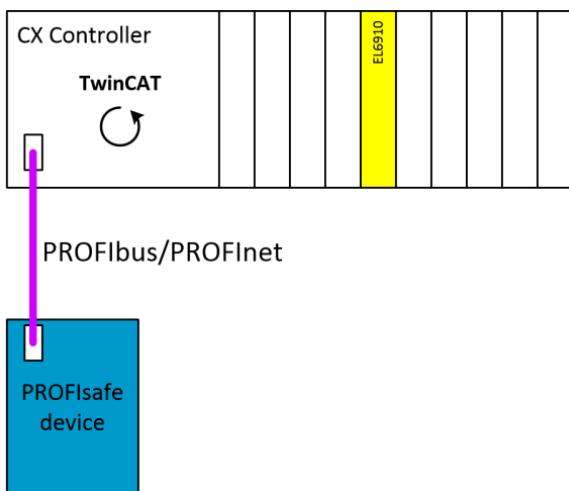 CX Controller
EL6910
TwinCAT
PROFIbus/PROFInet
PROFIsafe
device